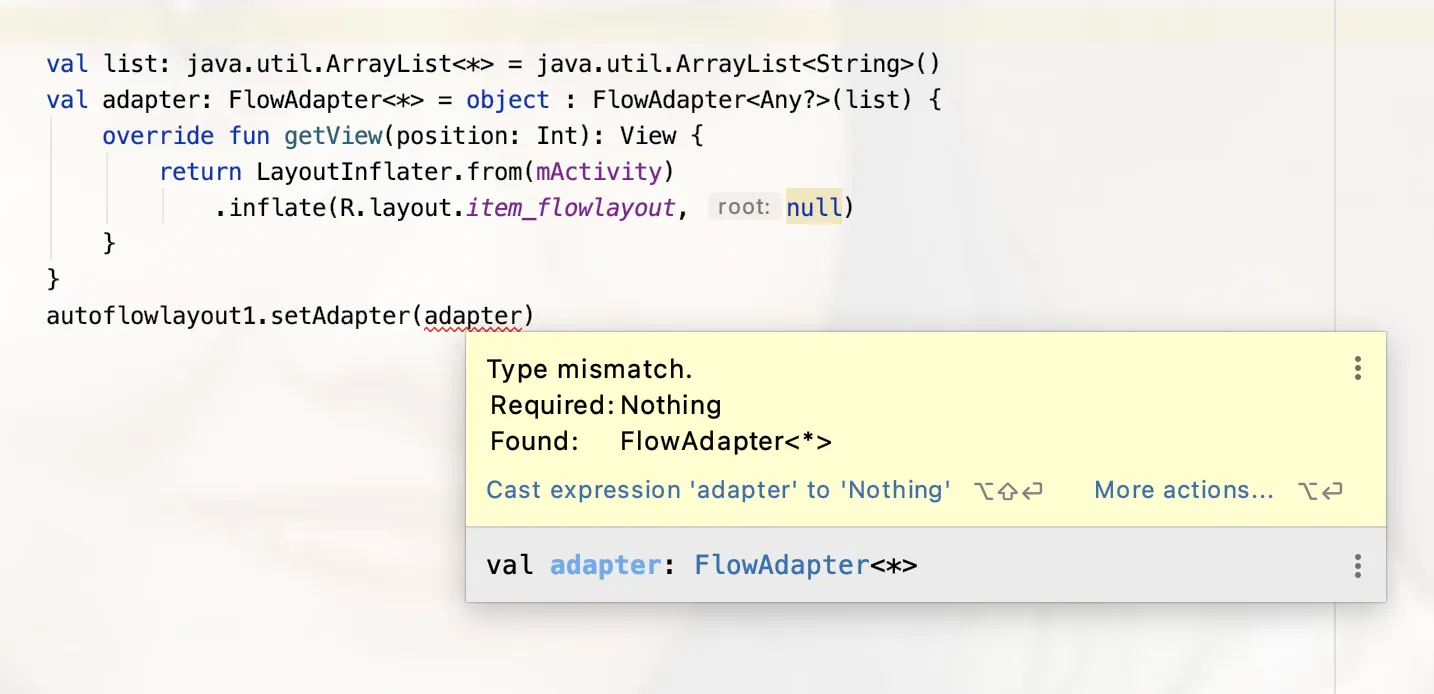 val list: java.util.ArrayList<*> = java.util.ArrayList<String>()
val adapter: FlowAdapter<*> = object : FlowAdapter<Any?>(list) {
override fun getView(position: Int): View {
return LayoutInflater.from(mActivity)
.inflate(R.layout.item_flowlayout, root: null)
}
}
autoflowlayout1.setAdapter(adapter)
Type mismatch.
Required: Nothing
Found: FlowAdapter<*>
Cast expression 'adapter' to 'Nothing' ⌥⇧⏎ More actions... ⌥⏎
val adapter: FlowAdapter<*>